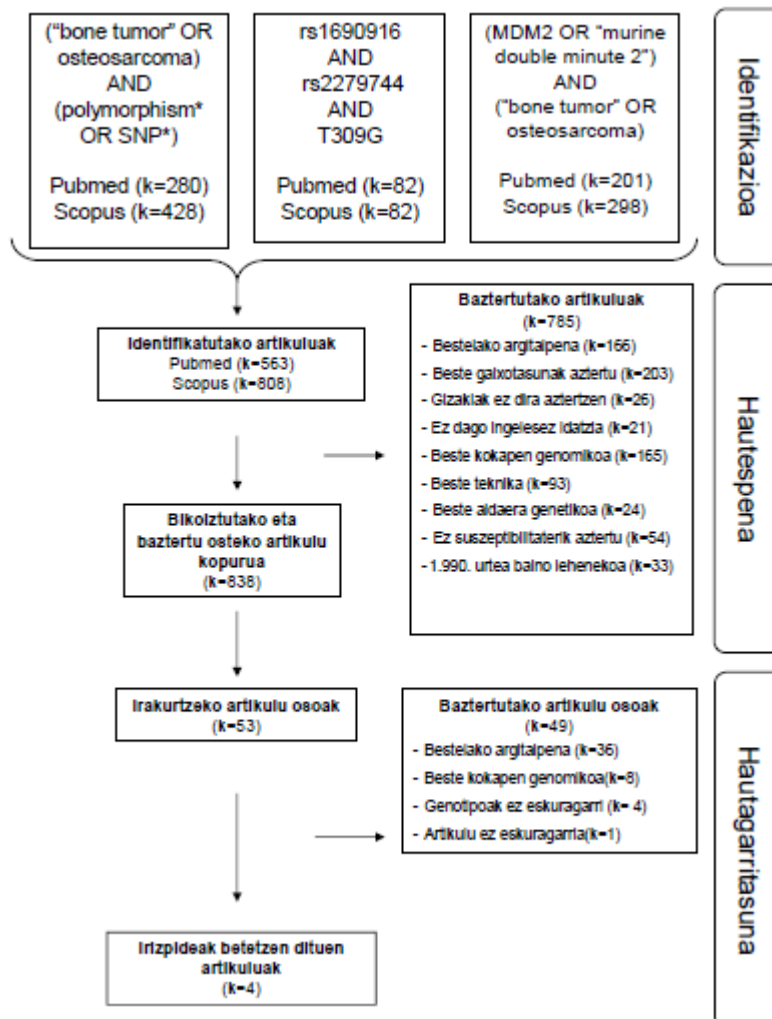 ("bone tumor" OR
osteosarcoma)
AND
(polymorphism*
OR SNP*)
Pubmed (k=280)
Scopus (k=428)
rs1690916
AND
rs2279744
AND
T309G
Pubmed (k=82)
Scopus (k=82)
(MDM2 OR "murine
double minute 2")
AND
("bone tumor" OR
osteosarcoma)
Pubmed (k=201)
Scopus (k=298)
Identifikazioa
Identifikatutako artikuluak
Pubmed (k=563)
Scopus (k=808)
Baztertutako artikuluak
(k=785)
- Bestelako argitalpena (k=166)
- Beste gaixotasunak aztertu (k=203)
- Gizakiak ez dira aztertzen (k=26)
- Ez dago ingelesez idatzia (k=21)
- Beste kokapen genomikoa (k=165)
- Beste teknika (k=93)
- Beste aldaera genetikoa (k=24)
- Ez suszeptibilitaterik aztertu (k=54)
- 1.990. urtea baino lehenekoa (k=33)
Hautespena
Bikoiztutako eta
baztertu osteko artikulu
kopurua
(k=838)
Irakurtzeko artikulu osoak
(k=53)
Baztertutako artikulu osoak
(k=49)
- Bestelako argitalpena (k=36)
- Beste kokapen genomikoa(k=8)
- Genotipoak ez eskuragarri (k= 4)
- Artikulu ez eskuragarria(k=1)
Hautagarritasuna
Irizpideak betetzen dituen
artikuluak
(k=4)